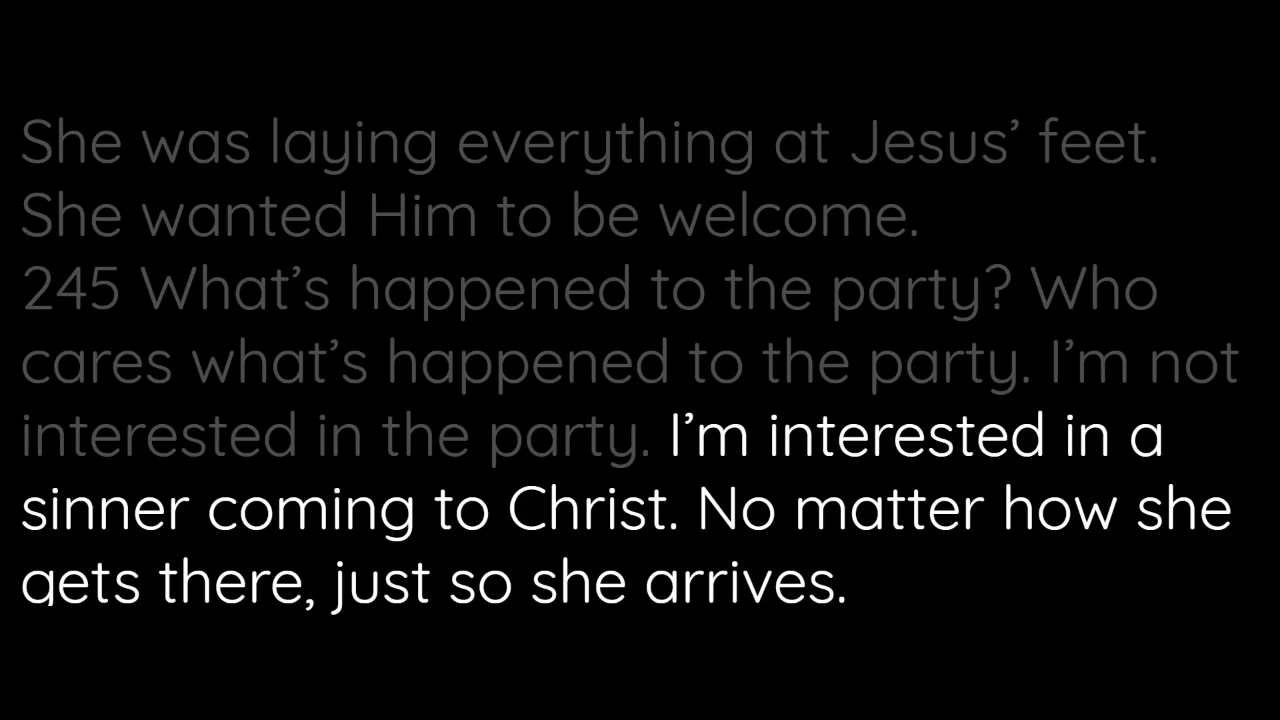 She was laying everything at Jesus’ feet.
She wanted Him to be welcome.
245 What’s happened to the party? Who
cares what’s happened to the party. I’m not
interested in the party. I’m interested in a
sinner coming to Christ. No matter how she
gets there, just so she arrives.